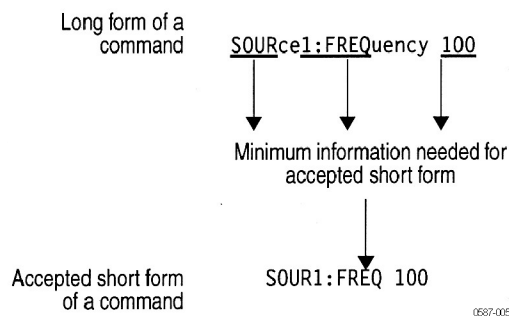 Long form of a
command
SOURce1:FREQuency 100
Minimum information needed for
accepted short form
Accepted short form
of a command
SOUR1:FREQ 100
0587-005